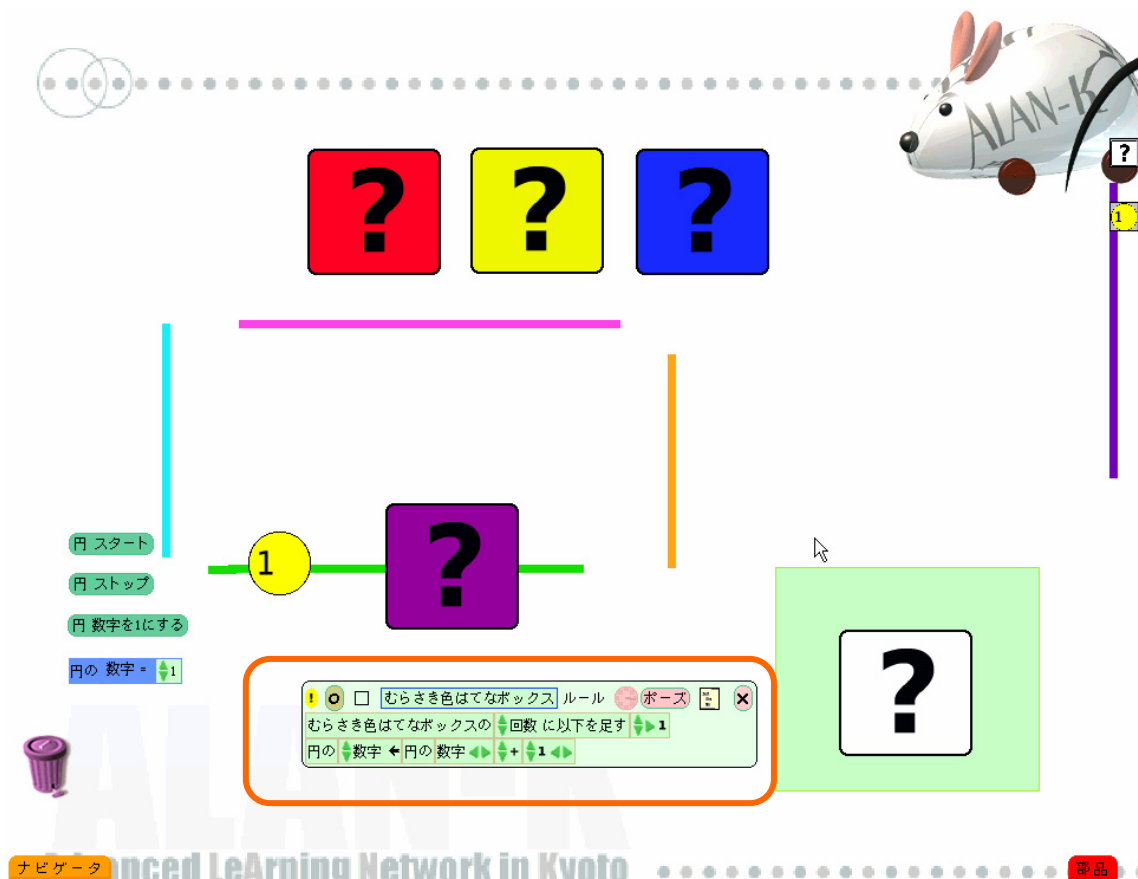 ALAN-K
?
1
? ? ?
円 スタート
円 ストップ
円 数字を1にする
円の 数字 = 1
1
?
?
! むらさき色はてなボックス ルール ポーズ ×
むらさき色はてなボックスの 回数 に以下を足す 1
円の 数字 ← 円の 数字 + 1
ALAN-K
Advanced LeArning Network in Kyoto
ナビゲータ
部品